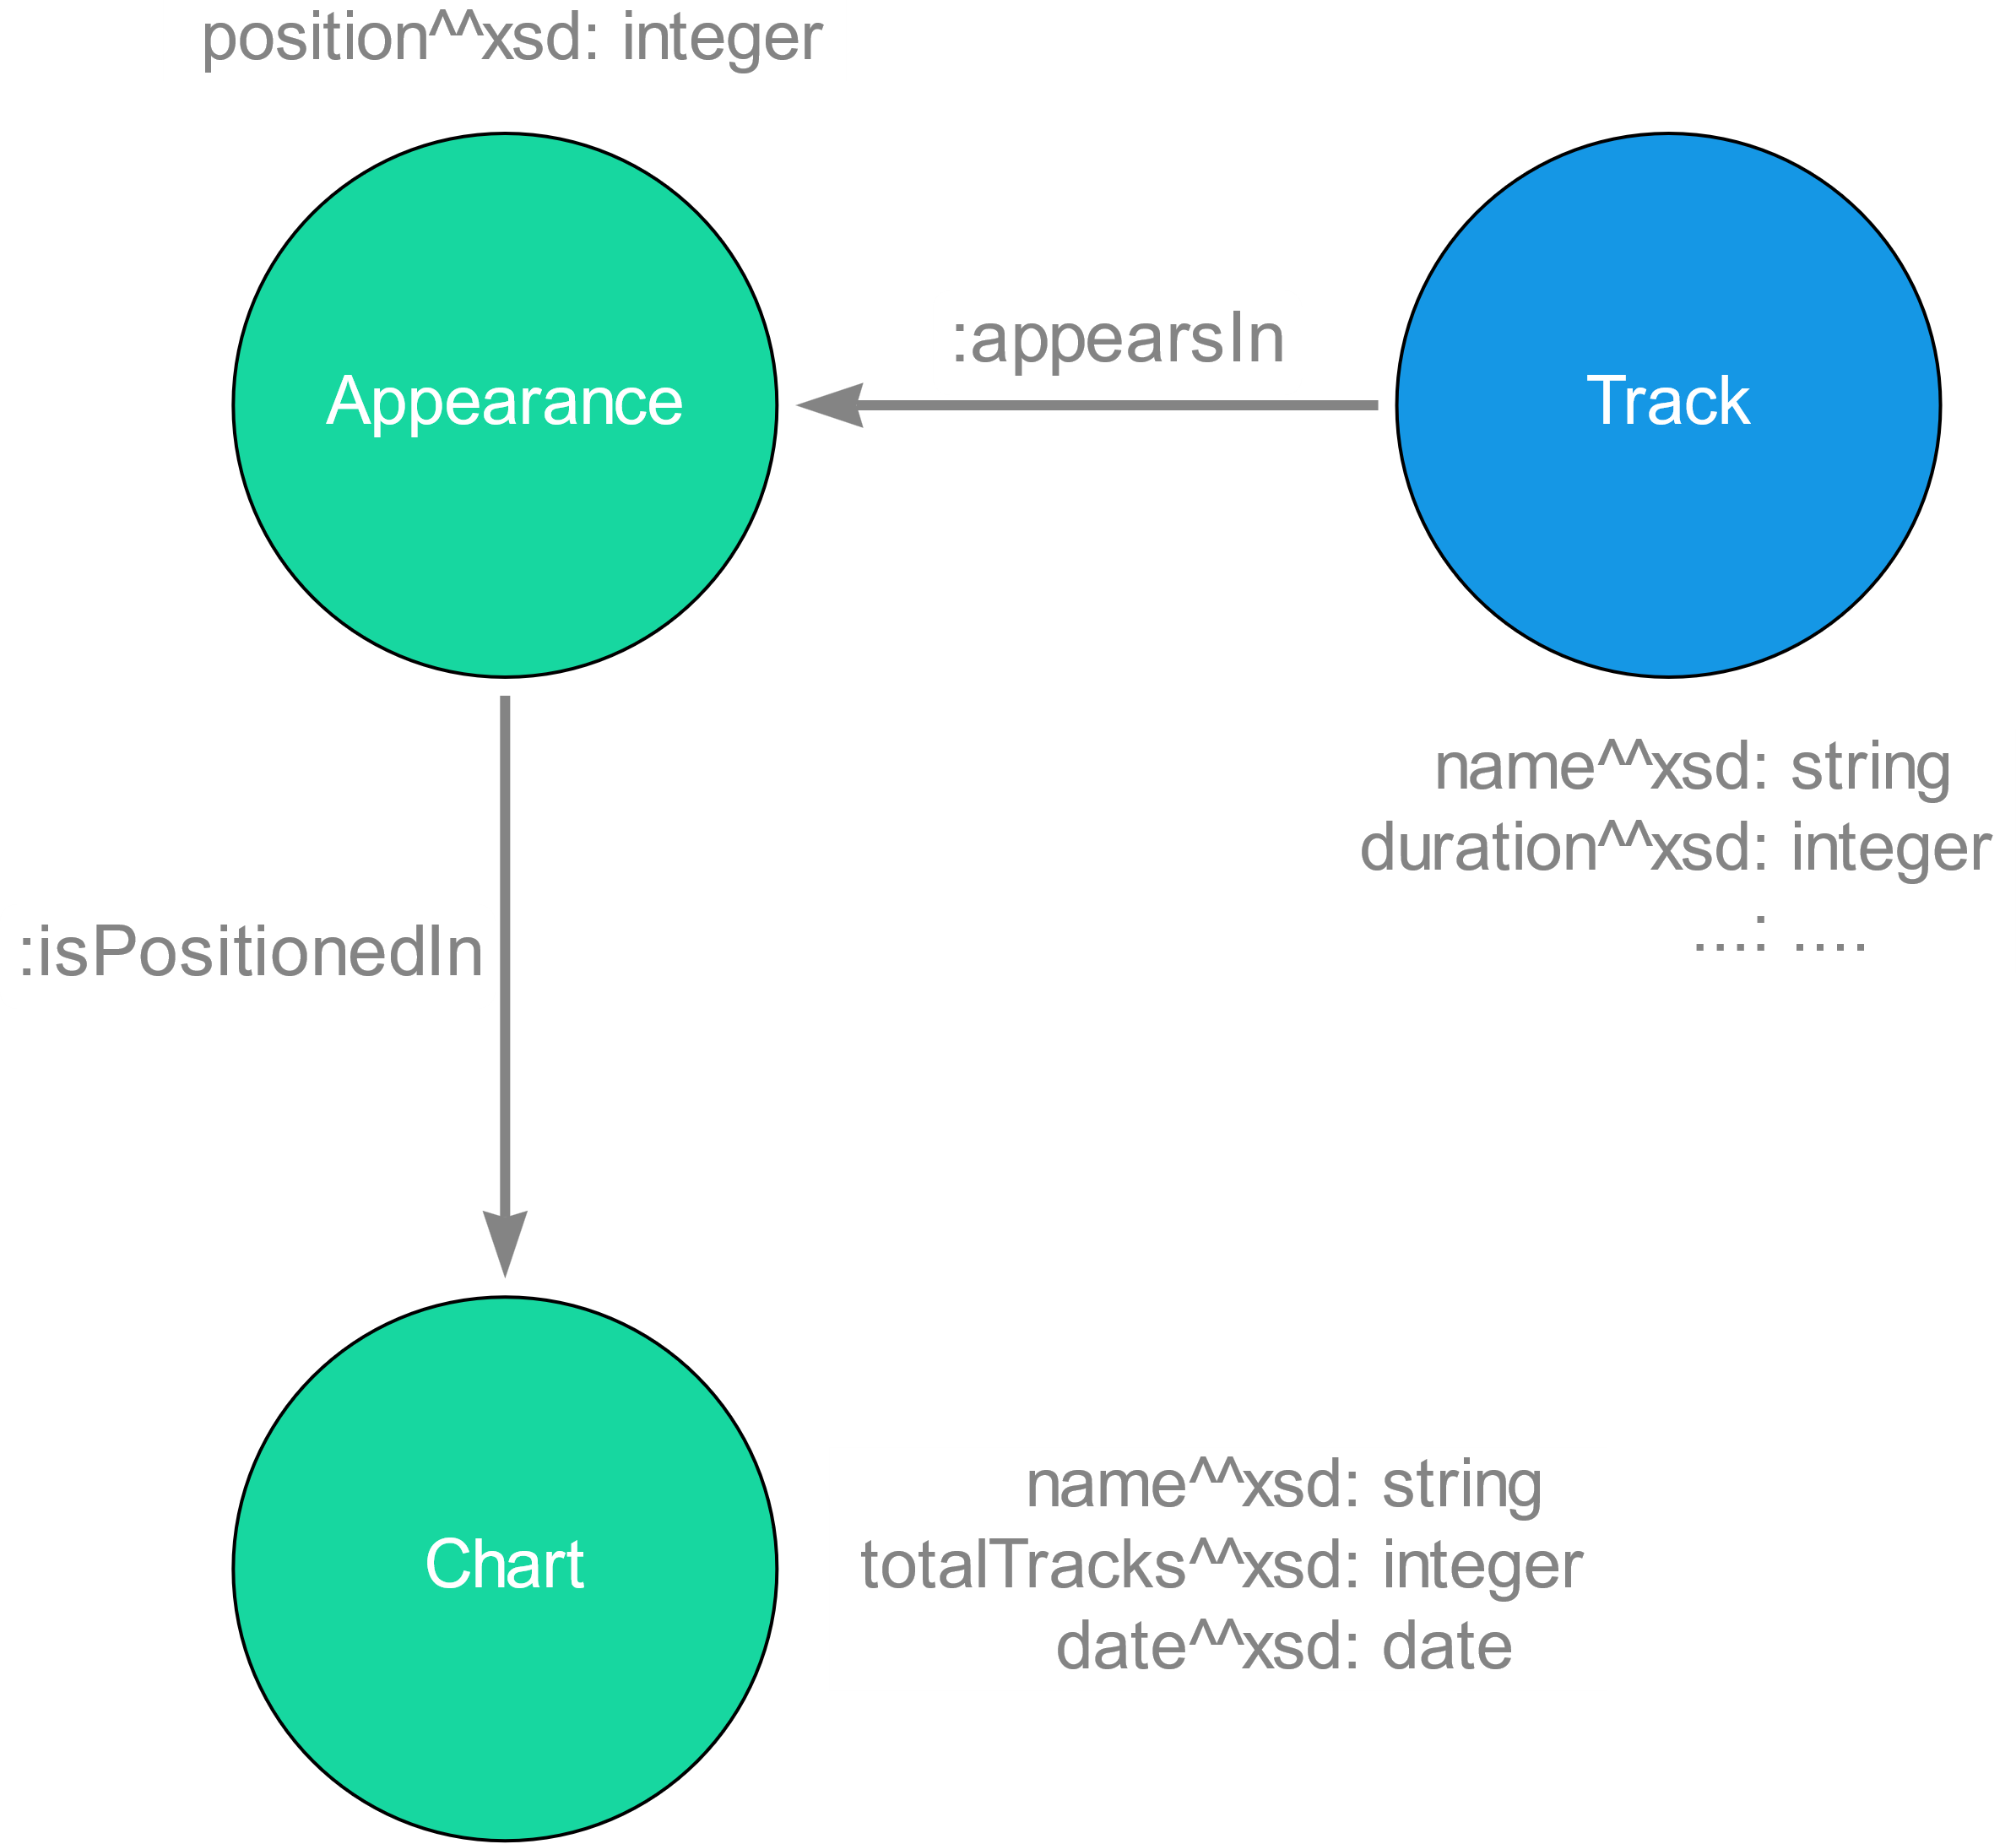 position^^xsd: integer
Appearance
:appearsIn
Track
name^^xsd: string
duration^^xsd: integer
...: ....
:isPositionedIn
Chart
name^^xsd: string
totalTracks^^xsd: integer
date^^xsd: date